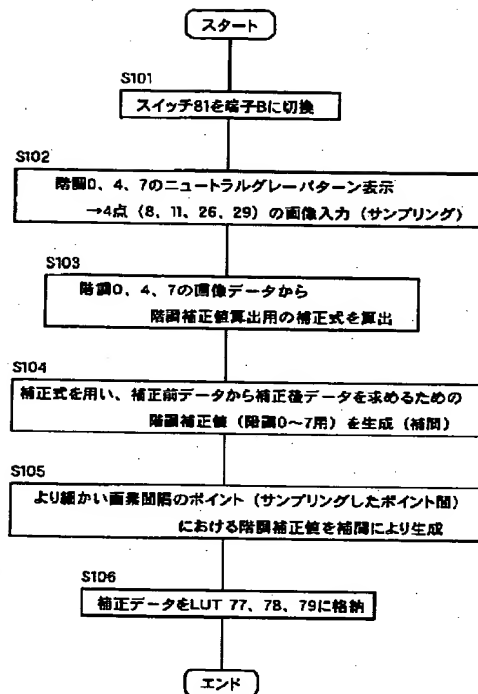 スタート
S101
スイッチ81を端子Bに切換
S102
階調0、4、7のニュートラルグレーパターン表示
→4点（8、11、26、29）の画像入力（サンプリング）
S103
階調0、4、7の画像データから
階調補正値算出用の補正式を算出
S104
補正式を用い、補正前データから補正後データを求めるための
階調補正値（階調0～7用）を生成（補間）
S105
より細かい画素間隔のポイント（サンプリングしたポイント間）
における階調補正値を補間により生成
S106
補正データをLUT 77、78、79に格納
エンド